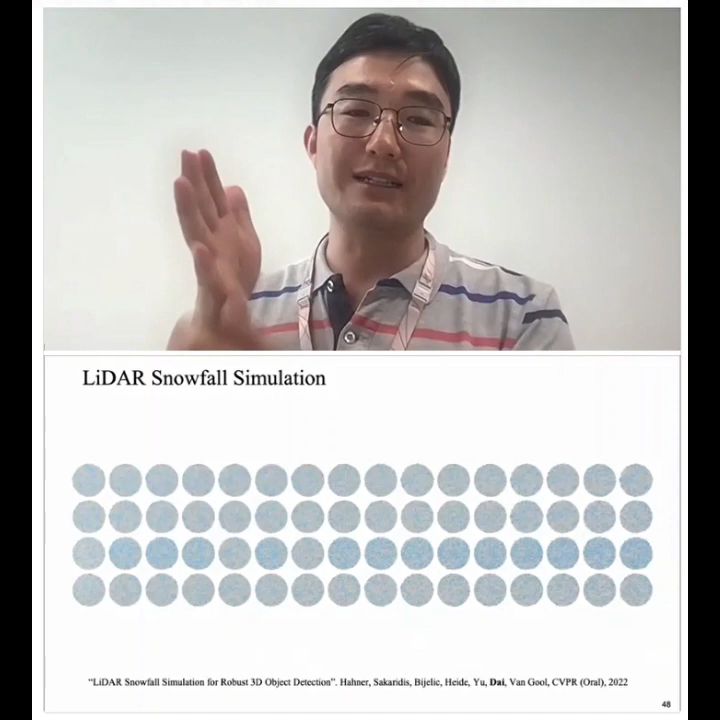 LiDAR Snowfall Simulation
“LiDAR Snowfall Simulation for Robust 3D Object Detection”. Hahner, Sakaridis, Bijelic, Heide, Yu, Dai, Van Gool, CVPR (Oral), 2022
48